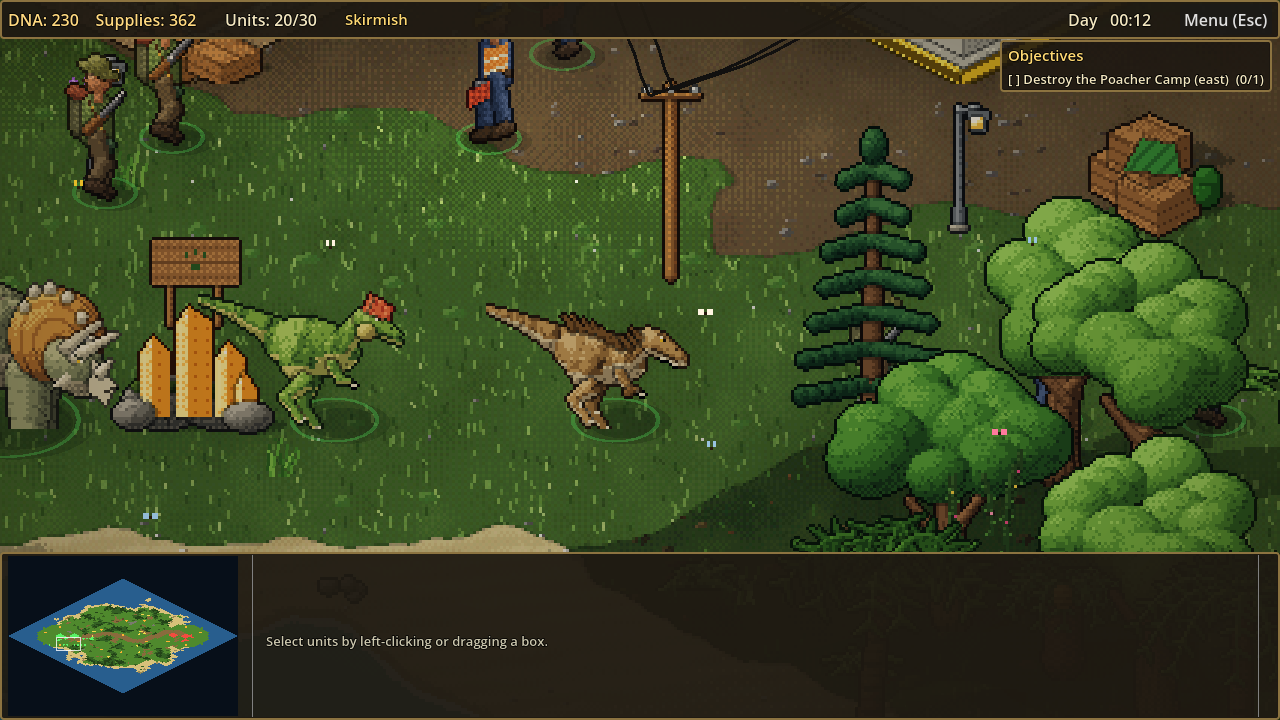 DNA: 230 Supplies: 362 Units: 20/30 Skirmish Day 00:12 Menu (Esc)
Objectives
[ ] Destroy the Poacher Camp (east) (0/1)
Select units by left-clicking or dragging a box.